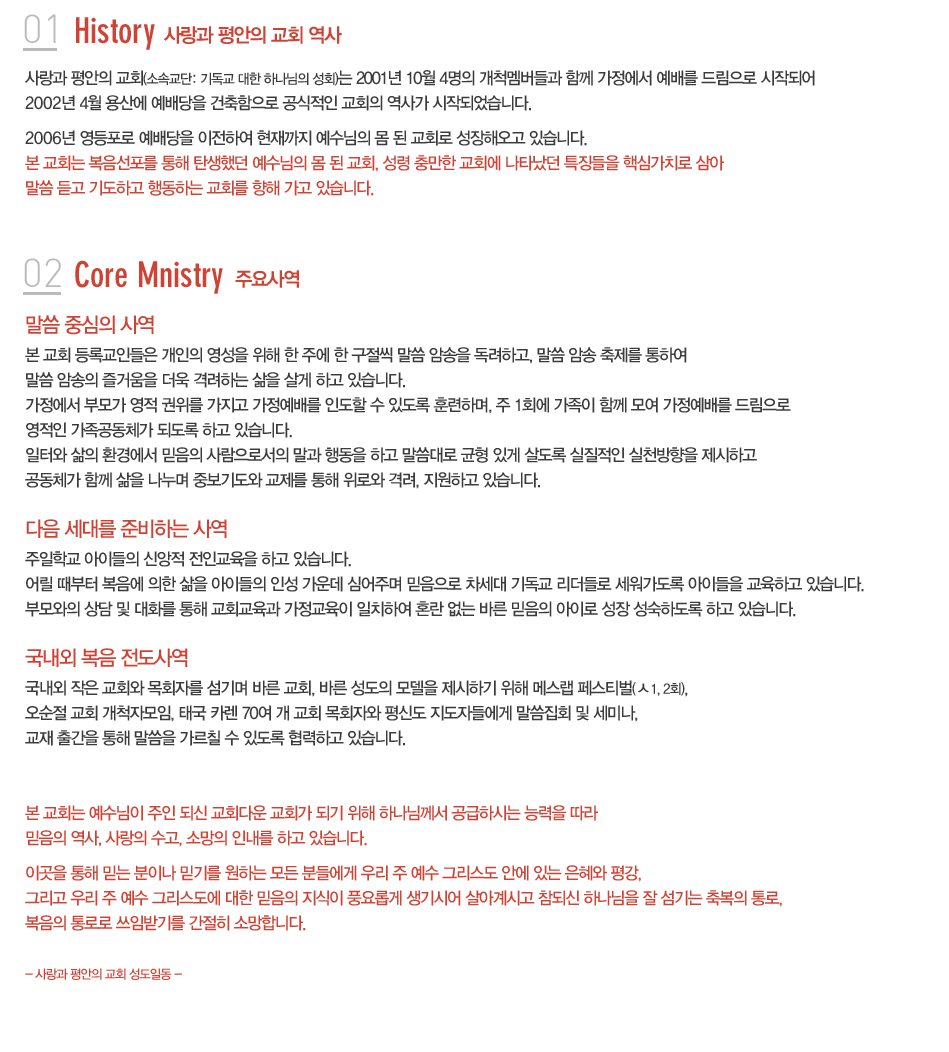 01 History 사랑과 평안의 교회 역사
사랑과 평안의 교회(소속교단: 기독교 대한 하나님의 성회)는 2001년 10월 4명의 개척멤버들과 함께 가정에서 예배를 드림으로 시작되어
2002년 4월 용산에 예배당을 건축함으로 공식적인 교회의 역사가 시작되었습니다.
2006년 영등포로 예배당을 이전하여 현재까지 예수님의 몸 된 교회로 성장해오고 있습니다.
본 교회는 복음선포를 통해 탄생했던 예수님의 몸 된 교회, 성령 충만한 교회에 나타났던 특징들을 핵심가치로 삼아
말씀 듣고 기도하고 행동하는 교회를 향해 가고 있습니다.
02 Core Mnistry 주요사역
말씀 중심의 사역
본 교회 등록교인들은 개인의 영성을 위해 한 주에 한 구절씩 말씀 암송을 독려하고, 말씀 암송 축제를 통하여
말씀 암송의 즐거움을 더욱 격려하는 삶을 살게 하고 있습니다.
가정에서 부모가 영적 권위를 가지고 가정예배를 인도할 수 있도록 훈련하며, 주 1회에 가족이 함께 모여 가정예배를 드림으로
영적인 가족공동체가 되도록 하고 있습니다.
일터와 삶의 환경에서 믿음의 사람으로서의 말과 행동을 하고 말씀대로 균형 있게 살도록 실질적인 실천방향을 제시하고
공동체가 함께 삶을 나누며 중보기도와 교제를 통해 위로와 격려, 지원하고 있습니다.
다음 세대를 준비하는 사역
주일학교 아이들의 신앙적 전인교육을 하고 있습니다.
어릴 때부터 복음에 의한 삶을 아이들의 인성 가운데 심어주며 믿음으로 차세대 기독교 리더들로 세워가도록 아이들을 교육하고 있습니다.
부모와의 상담 및 대화를 통해 교회교육과 가정교육이 일치하여 혼란 없는 바른 믿음의 아이로 성장 성숙하도록 하고 있습니다.
국내외 복음 전도사역
국내외 작은 교회와 목회자를 섬기며 바른 교회, 바른 성도의 모델을 제시하기 위해 메스랩 페스티벌(ㅅ1, 2회),
오순절 교회 개척자모임, 태국 카렌 70여 개 교회 목회자와 평신도 지도자들에게 말씀집회 및 세미나,
교재 출간을 통해 말씀을 가르칠 수 있도록 협력하고 있습니다.
본 교회는 예수님이 주인 되신 교회다운 교회가 되기 위해 하나님께서 공급하시는 능력을 따라
믿음의 역사, 사랑의 수고, 소망의 인내를 하고 있습니다.
이곳을 통해 믿는 분이나 믿기를 원하는 모든 분들에게 우리 주 예수 그리스도 안에 있는 은혜와 평강,
그리고 우리 주 예수 그리스도에 대한 믿음의 지식이 풍요롭게 생기시어 살아계시고 참되신 하나님을 잘 섬기는 축복의 통로,
복음의 통로로 쓰임받기를 간절히 소망합니다.
- 사랑과 평안의 교회 성도일동 -